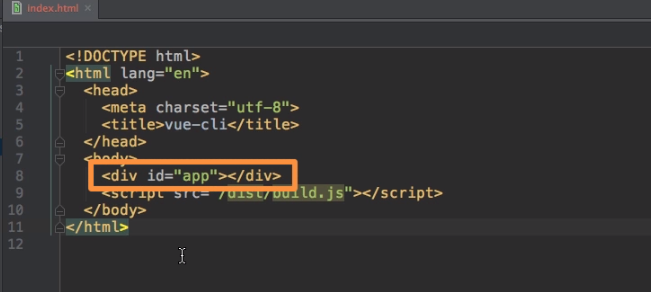 index.html
1 <!DOCTYPE html>
2 <html lang="en">
3 <head>
4 <meta charset="utf-8">
5 <title>vue-cli</title>
6 </head>
7 <body>
8 <div id="app"></div>
9 <script src="/dist/build.js"></script>
10 </body>
11 </html>
12